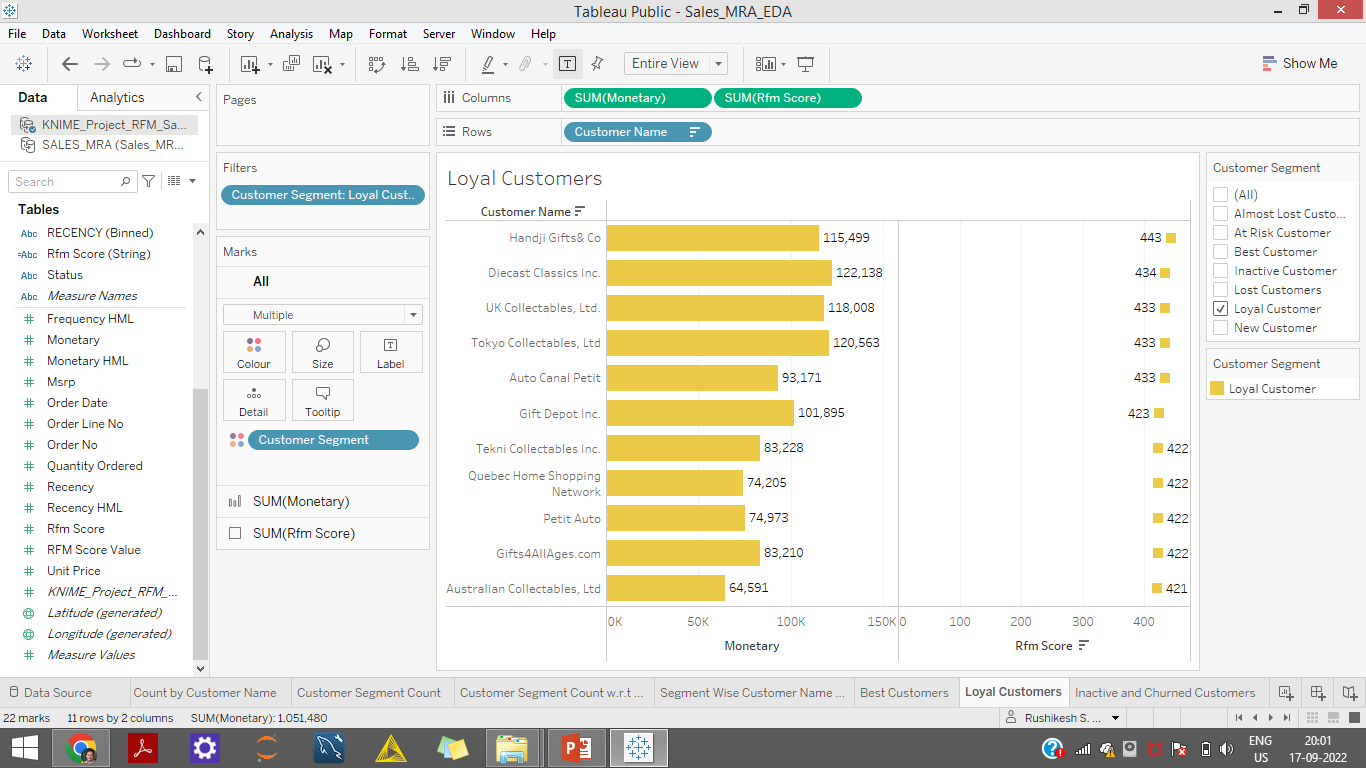 Tableau Public - Sales_MRA_EDA
File Data Worksheet Dashboard Story Analysis Map Format Server Window Help
Entire View
Show Me
Data Analytics
KNIME_Project_RFM_Sa...
SALES_MRA (Sales_MR...
Search
Tables
Abc RECENCY (Binned)
=Abc Rfm Score (String)
Abc Status
Abc Measure Names
# Frequency HML
# Monetary
# Monetary HML
# Msrp
# Order Date
# Order Line No
# Order No
# Quantity Ordered
# Recency
# Recency HML
# Rfm Score
# RFM Score Value
# Unit Price
# KNIME_Project_RFM_...
Latitude (generated)
Longitude (generated)
# Measure Values
Pages
Filters
Customer Segment: Loyal Cust..
Marks
All
Multiple
Colour Size Label
Detail Tooltip
Customer Segment
SUM(Monetary)
SUM(Rfm Score)
Columns SUM(Monetary) SUM(Rfm Score)
Rows Customer Name
Loyal Customers
Customer Name
Handji Gifts& Co 115,499 443
Diecast Classics Inc. 122,138 434
UK Collectables, Ltd. 118,008 433
Tokyo Collectables, Ltd 120,563 433
Auto Canal Petit 93,171 433
Gift Depot Inc. 101,895 423
Tekni Collectables Inc. 83,228 422
Quebec Home Shopping
Network 74,205 422
Petit Auto 74,973 422
Gifts4AllAges.com 83,210 422
Australian Collectables, Ltd 64,591 421
0K 50K 100K 150K 0 100 200 300 400
Monetary Rfm Score
Customer Segment
(All)
Almost Lost Custo...
At Risk Customer
Best Customer
Inactive Customer
Lost Customers
Loyal Customer
New Customer
Customer Segment
Loyal Customer
Data Source Count by Customer Name Customer Segment Count Customer Segment Count w.r.t ... Segment Wise Customer Name ... Best Customers Loyal Customers Inactive and Churned Customers
22 marks 11 rows by 2 columns SUM(Monetary): 1,051,480 Rushikesh S. ...
ENG 20:01
US 17-09-2022